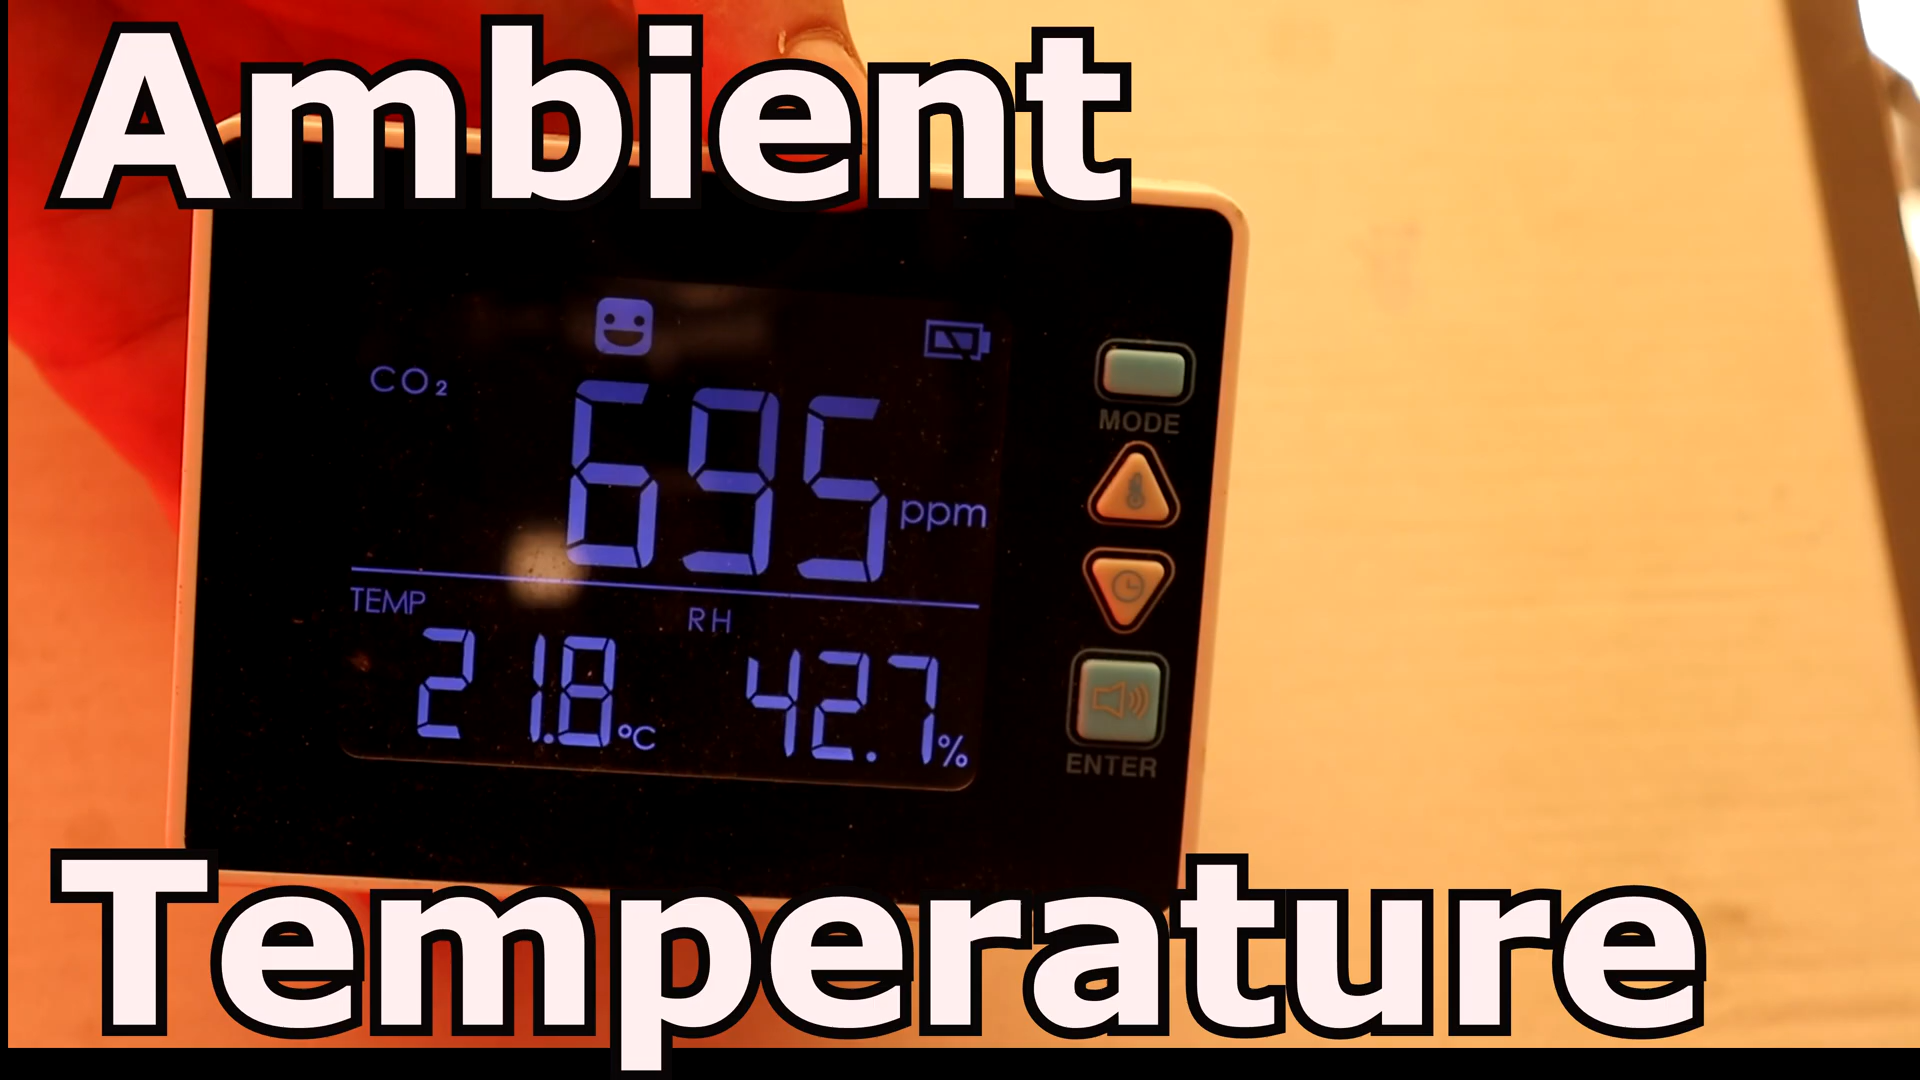 Ambient
CO₂
695 ppm
MODE
TEMP
RH
21.8 °C
42.7 %
ENTER
Temperature